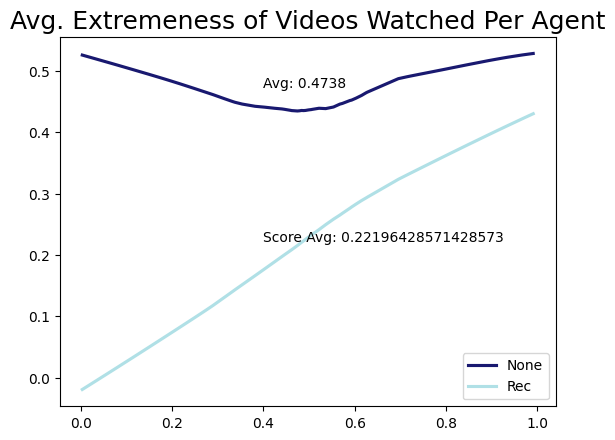 Avg. Extremeness of Videos Watched Per Agent
0.5
0.4
0.3
0.2
0.1
0.0
Avg: 0.4738
Score Avg: 0.22196428571428573
None
Rec
0.0 0.2 0.4 0.6 0.8 1.0